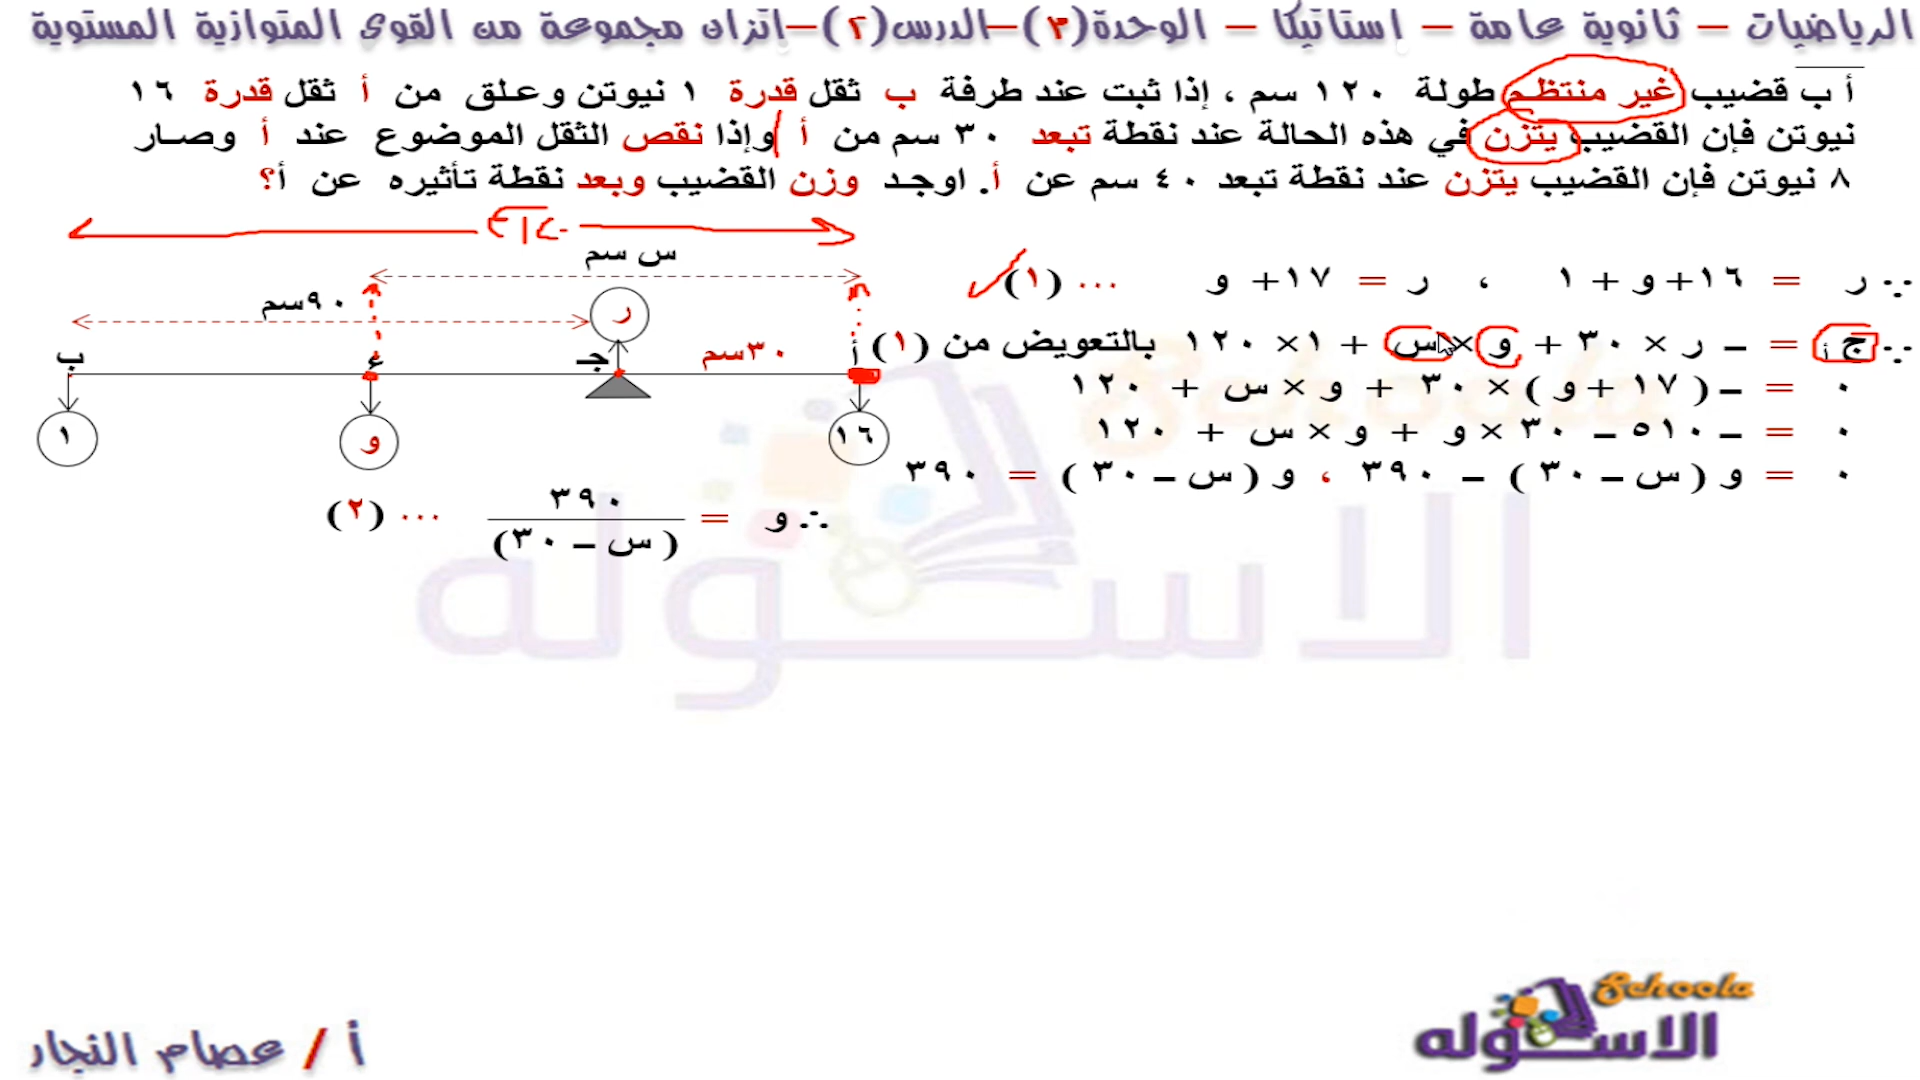 الرياضيات – ثانوية عامة – إستاتيكا – الوحدة(٣)–الدرس(٢)–إتزان مجموعة من القوى المتوازية المستوية
أ ب قضيب غير منتظم طولة ١٢٠ سم ، إذا ثبت عند طرفة ب ثقل قدرة ١ نيوتن وعلق من أ ثقل قدرة ١٦
نيوتن فإن القضيب يتزن في هذه الحالة عند نقطة تبعد ٣٠ سم من أ وإذا نقص الثقل الموضوع عند أ وصار
٨ نيوتن فإن القضيب يتزن عند نقطة تبعد ٤٠ سم عن أ. اوجد وزن القضيب وبعد نقطة تأثيره عن أ؟
١٢٠
س سم
٩٠سم
ر
ب
ء
جـ
٣٠سم
أ
١
و
١٦
∵ ر = ١٦+ و + ١ ، ر = ١٧+ و ... (١)
∵ ج أ = – ر × ٣٠ + و × س + ١× ١٢٠ بالتعويض من (١)
٠ = – ( ١٧ + و ) × ٣٠ + و × س + ١٢٠
٠ = – ٥١٠ – ٣٠ × و + و × س + ١٢٠
٠ = و ( س – ٣٠ ) – ٣٩٠ ، و ( س – ٣٠ ) = ٣٩٠
∴ و = ٣٩٠ / ( س – ٣٠ ) ... (٢)
Schoola
الاسكوله
Schoola
الاسكوله
أ / عصام النجار